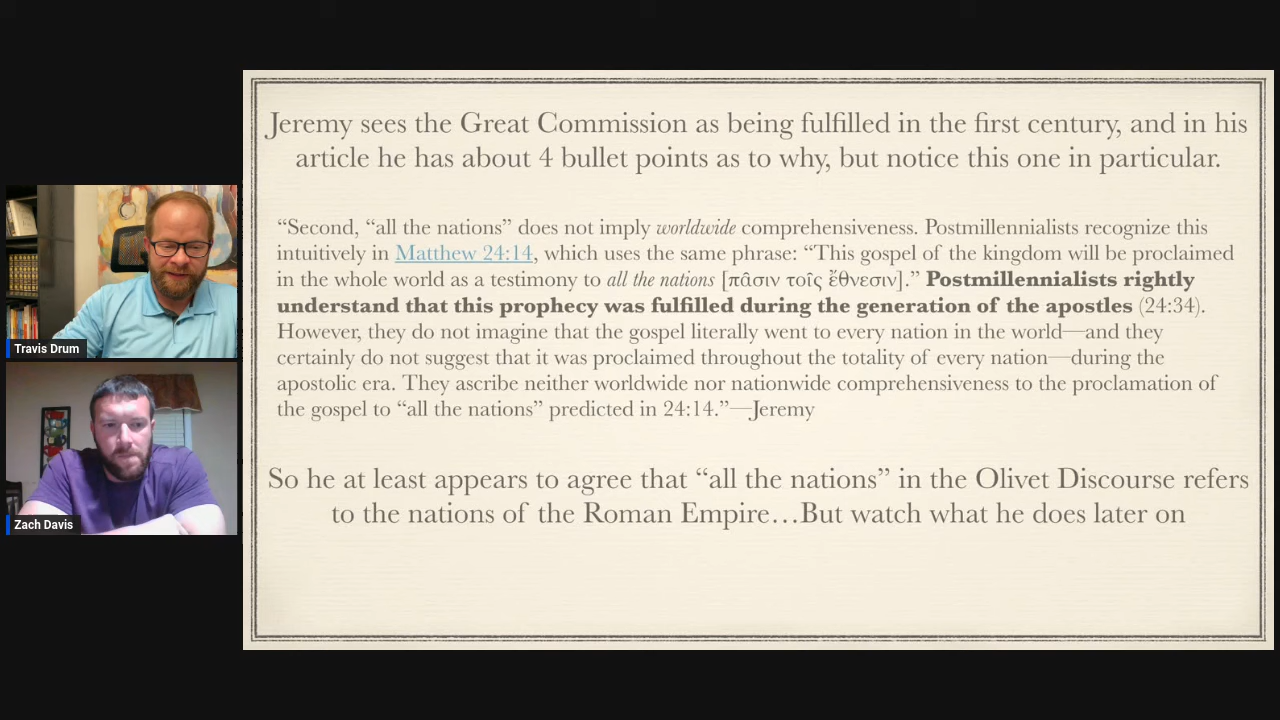 Jeremy sees the Great Commission as being fulfilled in the first century, and in his
article he has about 4 bullet points as to why, but notice this one in particular.
“Second, “all the nations” does not imply worldwide comprehensiveness. Postmillennialists recognize this
intuitively in Matthew 24:14, which uses the same phrase: “This gospel of the kingdom will be proclaimed
in the whole world as a testimony to all the nations [πᾶσιν τοῖς ἔθνεσιν].” Postmillennialists rightly
understand that this prophecy was fulfilled during the generation of the apostles (24:34).
However, they do not imagine that the gospel literally went to every nation in the world—and they
certainly do not suggest that it was proclaimed throughout the totality of every nation—during the
apostolic era. They ascribe neither worldwide nor nationwide comprehensiveness to the proclamation of
the gospel to “all the nations” predicted in 24:14.”—Jeremy
So he at least appears to agree that “all the nations” in the Olivet Discourse refers
to the nations of the Roman Empire…But watch what he does later on
Travis Drum
Zach Davis